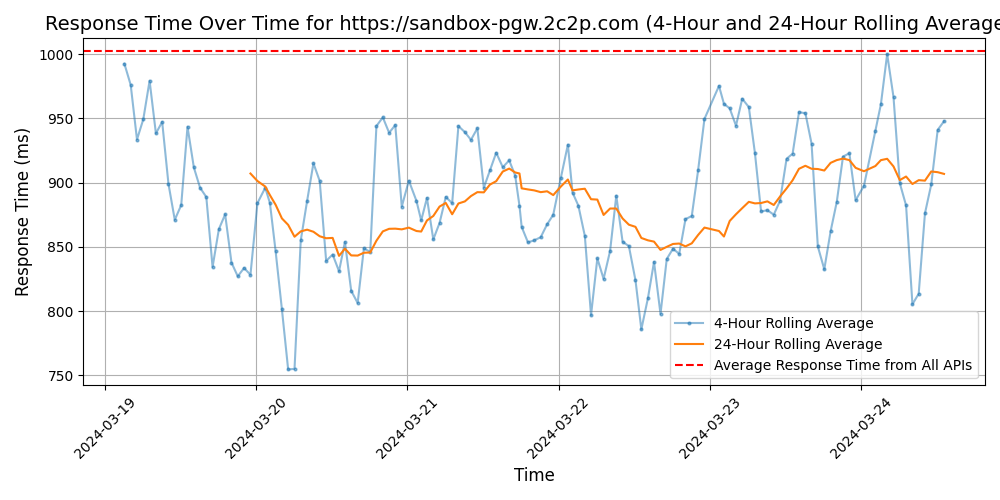 Response Time Over Time for https://sandbox-pgw.2c2p.com (4-Hour and 24-Hour Rolling Average
Response Time (ms)
1000
950
900
850
800
750
4-Hour Rolling Average
24-Hour Rolling Average
Average Response Time from All APIs
2024-03-19
2024-03-20
2024-03-21
2024-03-22
2024-03-23
2024-03-24
Time